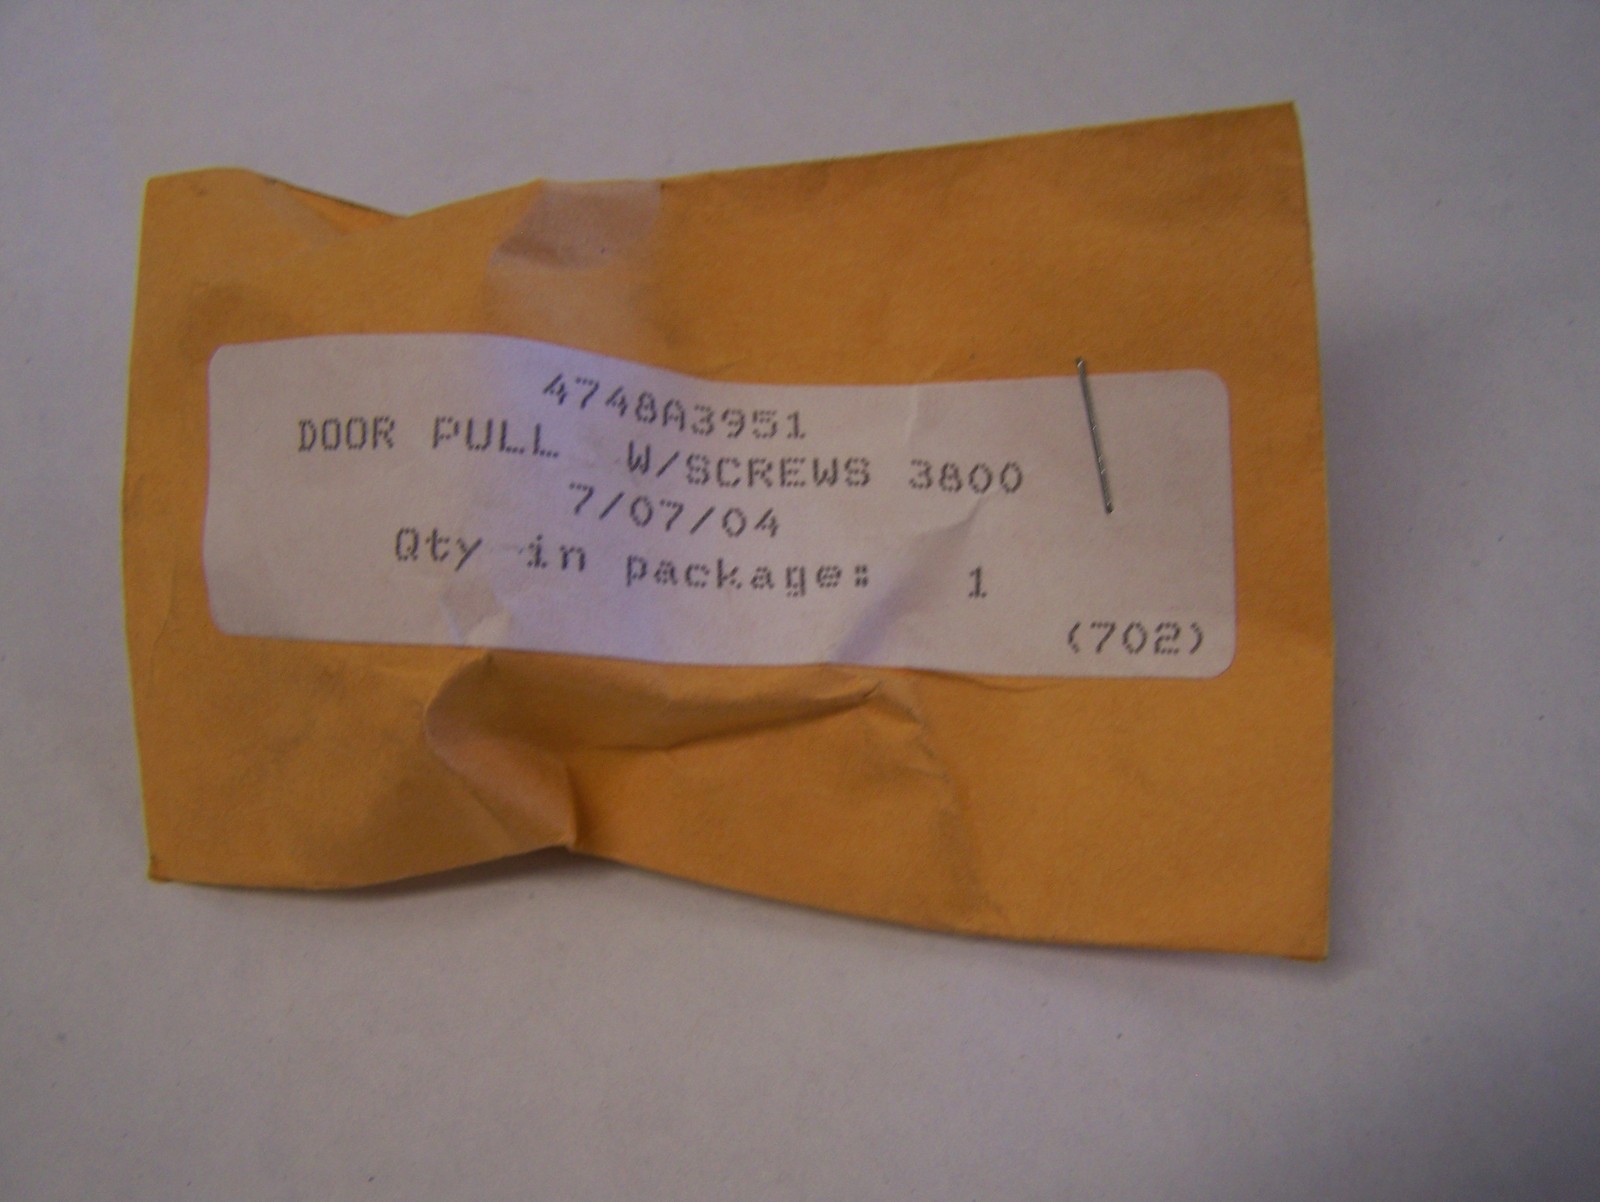 4748A3951
DOOR PULL W/SCREWS 3800
7/07/04
Qty in package: 1
(702)